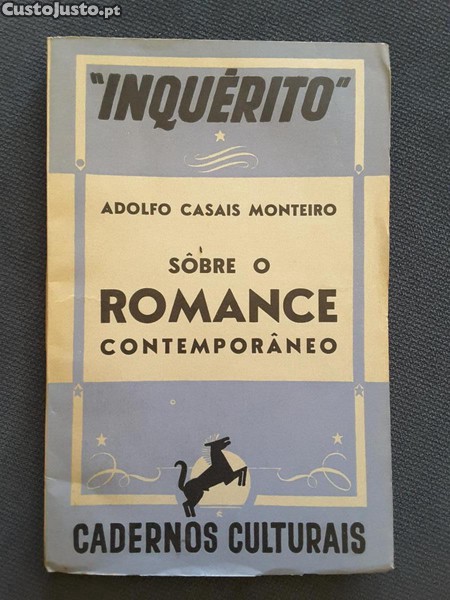 CustoJusto.pt
"INQUÉRITO"
ADOLFO CASAIS MONTEIRO
SÔBRE O
ROMANCE
CONTEMPORÂNEO
CADERNOS CULTURAIS